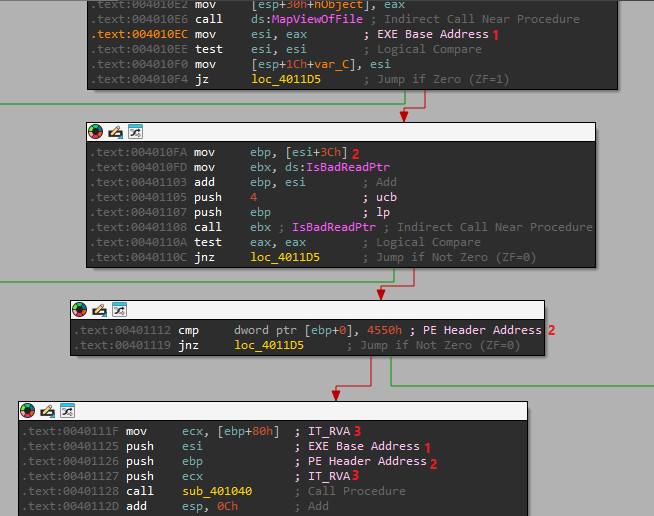 .text:004010E2 mov [esp+30h+hObject], eax
.text:004010E6 call ds:MapViewOfFile ; Indirect Call Near Procedure
.text:004010EC mov esi, eax ; EXE Base Address 1
.text:004010EE test esi, esi ; Logical Compare
.text:004010F0 mov [esp+1Ch+var_C], esi
.text:004010F4 jz loc_4011D5 ; Jump if Zero (ZF=1)
.text:004010FA mov ebp, [esi+3Ch] 2
.text:004010FD mov ebx, ds:IsBadReadPtr
.text:00401103 add ebp, esi ; Add
.text:00401105 push 4 ; ucb
.text:00401107 push ebp ; lp
.text:00401108 call ebx ; IsBadReadPtr ; Indirect Call Near Procedure
.text:0040110A test eax, eax ; Logical Compare
.text:0040110C jnz loc_4011D5 ; Jump if Not Zero (ZF=0)
.text:00401112 cmp dword ptr [ebp+0], 4550h ; PE Header Address 2
.text:00401119 jnz loc_4011D5 ; Jump if Not Zero (ZF=0)
.text:0040111F mov ecx, [ebp+80h] ; IT_RVA 3
.text:00401125 push esi ; EXE Base Address 1
.text:00401126 push ebp ; PE Header Address 2
.text:00401127 push ecx ; IT_RVA 3
.text:00401128 call sub_401040 ; Call Procedure
.text:0040112D add esp, 0Ch ; Add